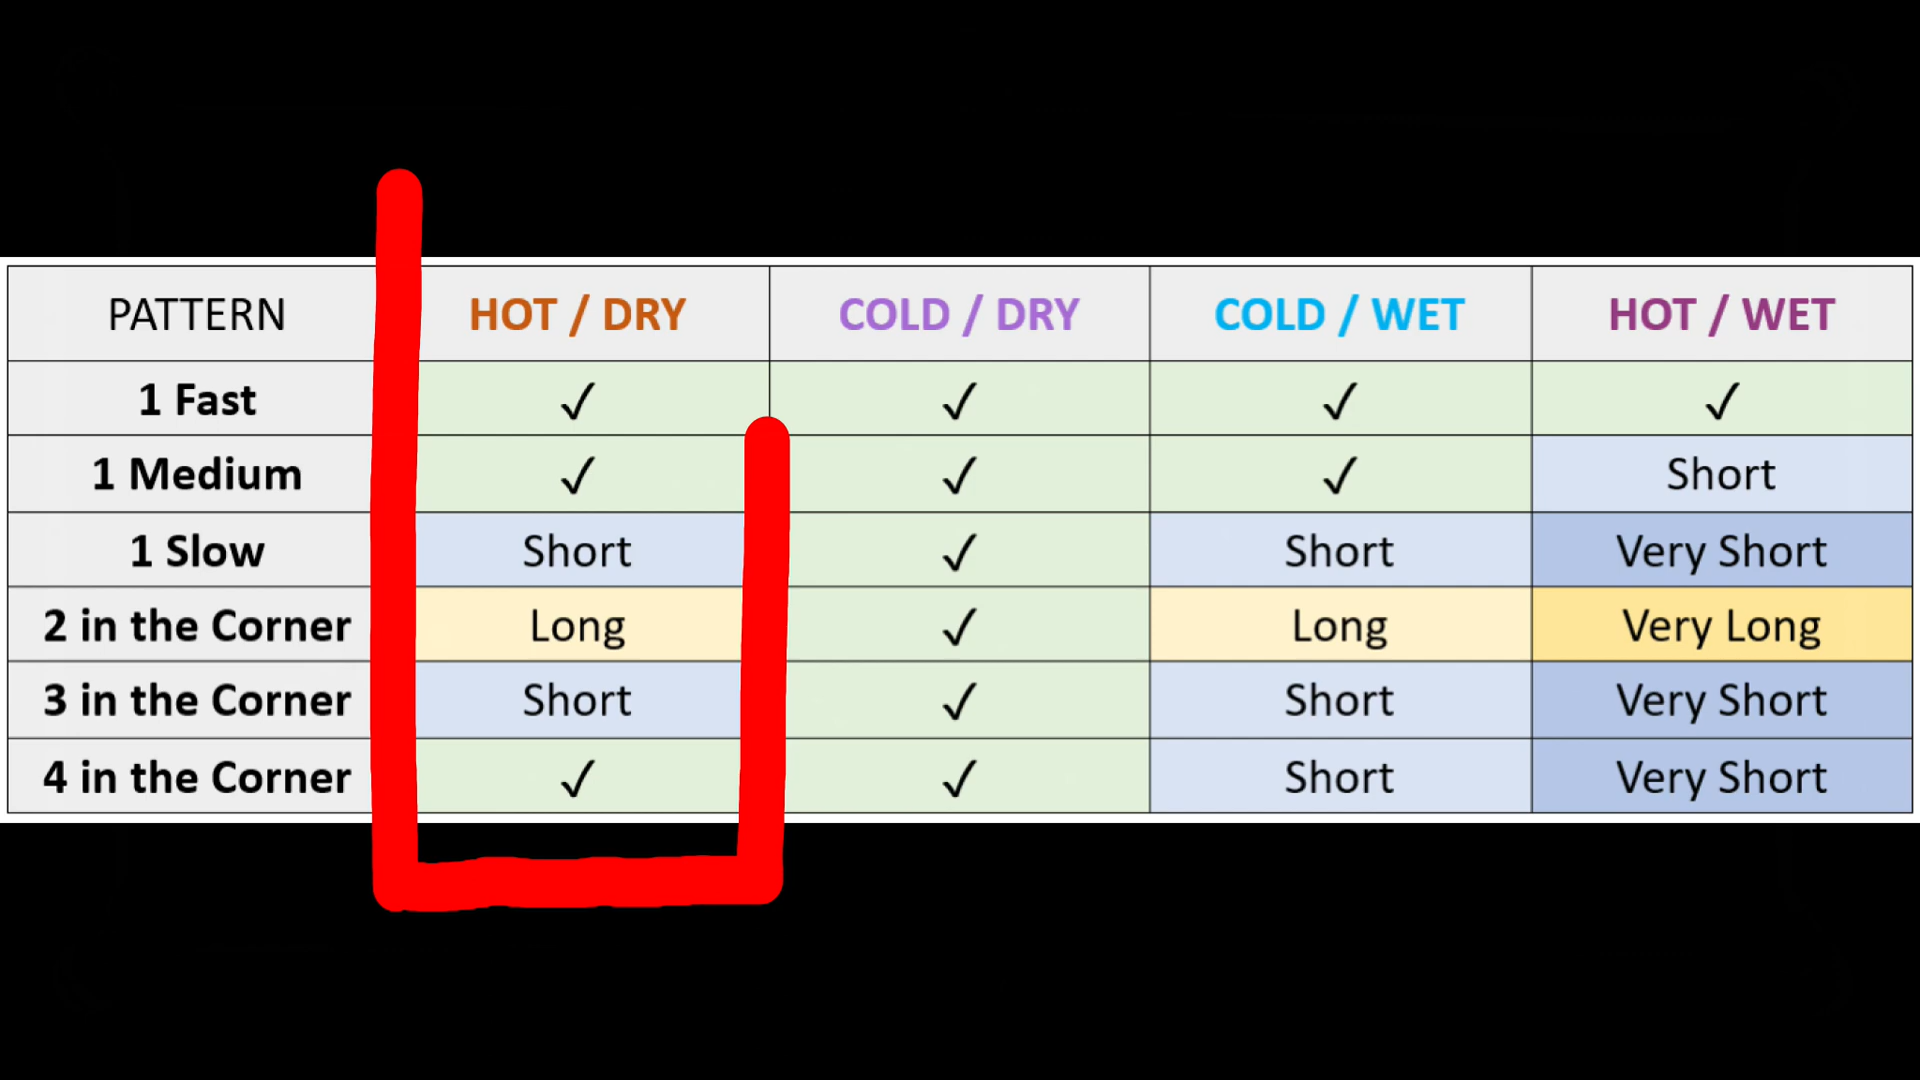 PATTERN HOT / DRY COLD / DRY COLD / WET HOT / WET
1 Fast ✓ ✓ ✓ ✓
1 Medium ✓ ✓ ✓ Short
1 Slow Short ✓ Short Very Short
2 in the Corner Long ✓ Long Very Long
3 in the Corner Short ✓ Short Very Short
4 in the Corner ✓ ✓ Short Very Short